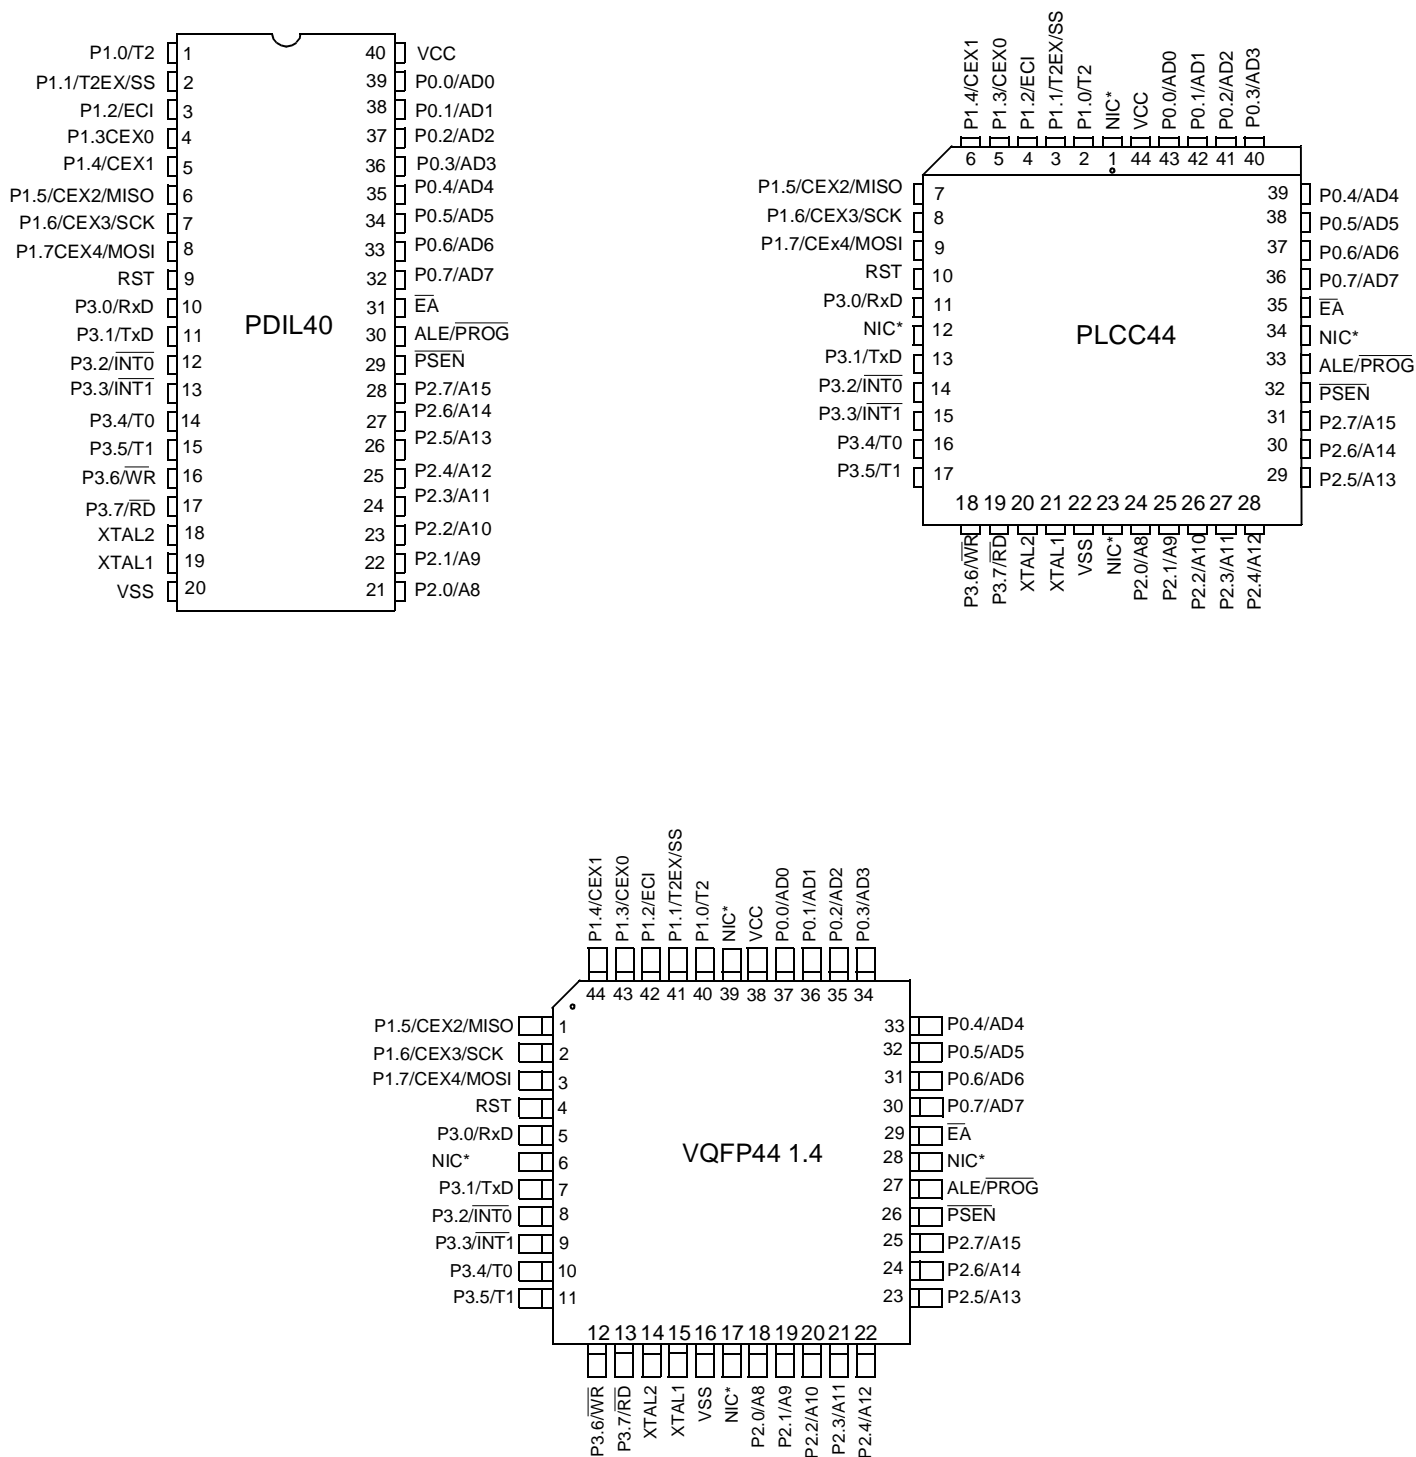 P1.0/T2 1 40 VCC
P1.1/T2EX/SS 2 39 P0.0/AD0
P1.2/ECI 3 38 P0.1/AD1
P1.3CEX0 4 37 P0.2/AD2
P1.4/CEX1 5 36 P0.3/AD3
P1.5/CEX2/MISO 6 35 P0.4/AD4
P1.6/CEX3/SCK 7 34 P0.5/AD5
P1.7CEX4/MOSI 8 33 P0.6/AD6
RST 9 32 P0.7/AD7
P3.0/RxD 10 31 EA
P3.1/TxD 11 PDIL40 30 ALE/PROG
P3.2/INT0 12 29 PSEN
P3.3/INT1 13 28 P2.7/A15
P3.4/T0 14 27 P2.6/A14
P3.5/T1 15 26 P2.5/A13
P3.6/WR 16 25 P2.4/A12
P3.7/RD 17 24 P2.3/A11
XTAL2 18 23 P2.2/A10
XTAL1 19 22 P2.1/A9
VSS 20 21 P2.0/A8
P1.4/CEX1 P1.3/CEX0 P1.2/ECI P1.1/T2EX/SS P1.0/T2 NIC* VCC P0.0/AD0 P0.1/AD1 P0.2/AD2 P0.3/AD3
6 5 4 3 2 1 44 43 42 41 40
P1.5/CEX2/MISO 7 39 P0.4/AD4
P1.6/CEX3/SCK 8 38 P0.5/AD5
P1.7/CEx4/MOSI 9 37 P0.6/AD6
RST 10 36 P0.7/AD7
P3.0/RxD 11 35 EA
NIC* 12 PLCC44 34 NIC*
P3.1/TxD 13 33 ALE/PROG
P3.2/INT0 14 32 PSEN
P3.3/INT1 15 31 P2.7/A15
P3.4/T0 16 30 P2.6/A14
P3.5/T1 17 29 P2.5/A13
18 19 20 21 22 23 24 25 26 27 28
P3.6/WR P3.7/RD XTAL2 XTAL1 VSS NIC* P2.0/A8 P2.1/A9 P2.2/A10 P2.3/A11 P2.4/A12
P1.4/CEX1 P1.3/CEX0 P1.2/ECI P1.1/T2EX/SS P1.0/T2 NIC* VCC P0.0/AD0 P0.1/AD1 P0.2/AD2 P0.3/AD3
44 43 42 41 40 39 38 37 36 35 34
P1.5/CEX2/MISO 1 33 P0.4/AD4
P1.6/CEX3/SCK 2 32 P0.5/AD5
P1.7/CEX4/MOSI 3 31 P0.6/AD6
RST 4 30 P0.7/AD7
P3.0/RxD 5 29 EA
NIC* 6 VQFP44 1.4 28 NIC*
P3.1/TxD 7 27 ALE/PROG
P3.2/INT0 8 26 PSEN
P3.3/INT1 9 25 P2.7/A15
P3.4/T0 10 24 P2.6/A14
P3.5/T1 11 23 P2.5/A13
12 13 14 15 16 17 18 19 20 21 22
P3.6/WR P3.7/RD XTAL2 XTAL1 VSS NIC* P2.0/A8 P2.1/A9 P2.2/A10 P2.3/A11 P2.4/A12